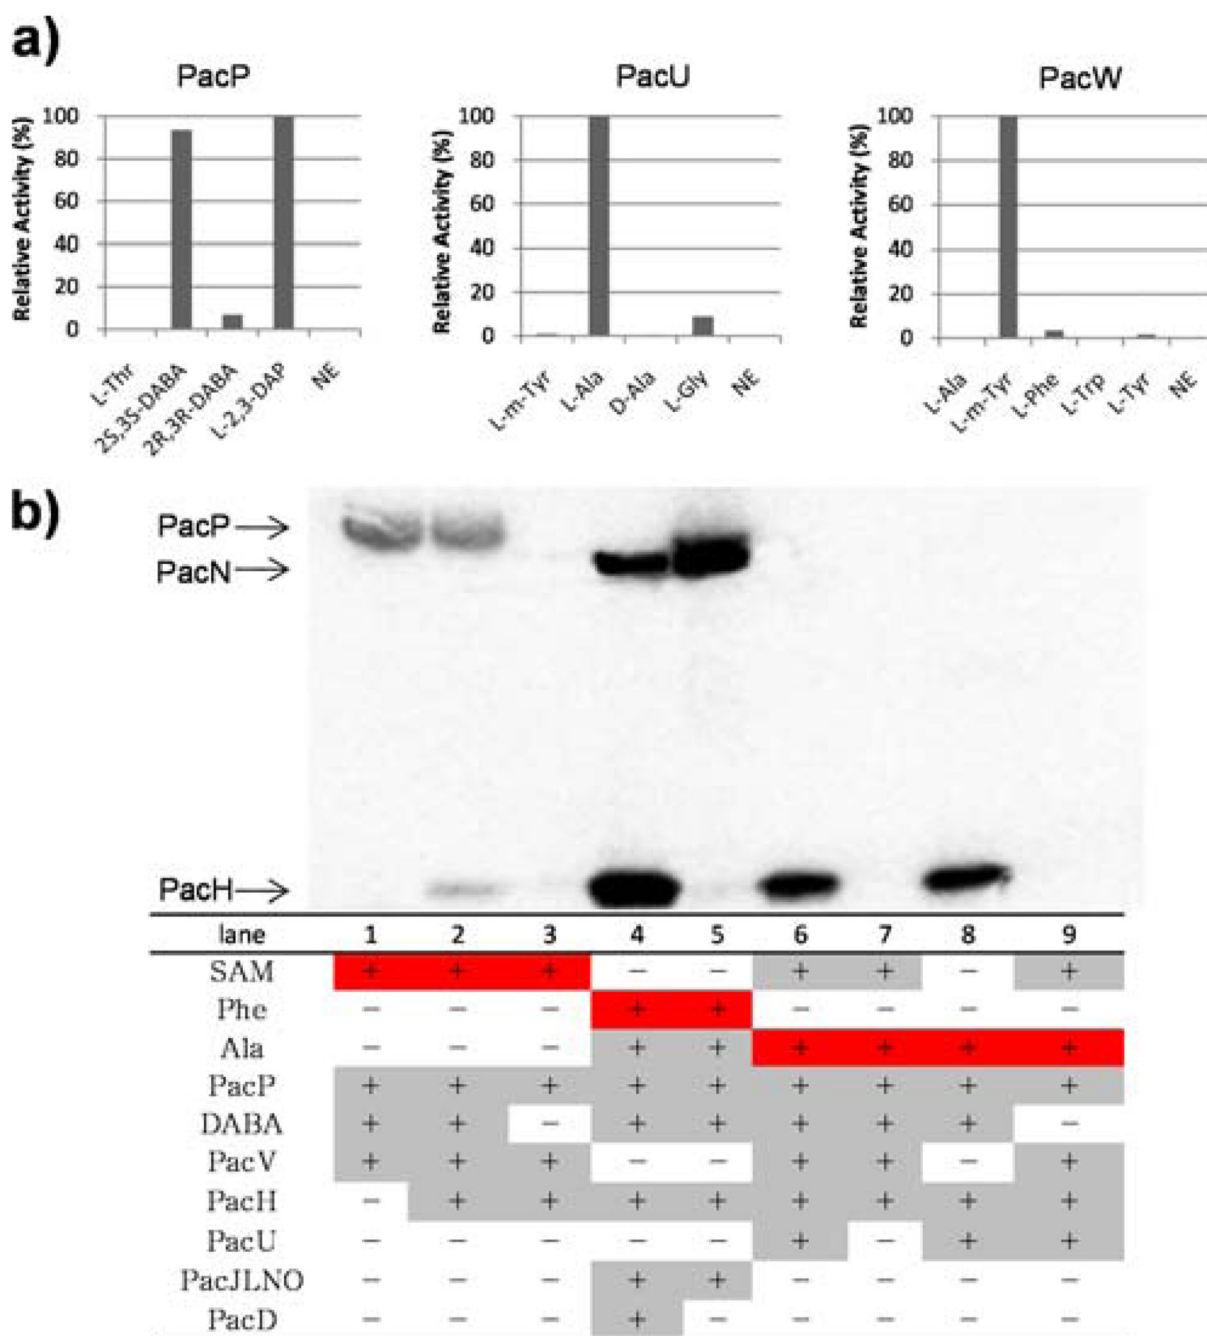 a)
PacP
Relative Activity (%)
100
80
60
40
20
0
L-Thr
2S,3S-DABA
2R,3R-DABA
L-2,3-DAP
NE
PacU
Relative Activity (%)
100
80
60
40
20
0
L-m-Tyr
L-Ala
D-Ala
L-Gly
NE
PacW
Relative Activity (%)
100
80
60
40
20
0
L-Ala
L-m-Tyr
L-Phe
L-Trp
L-Tyr
NE
b)
PacP
PacN
PacH
lane 1 2 3 4 5 6 7 8 9
SAM + + + − − + + − +
Phe − − − + + − − − −
Ala − − − + + + + + +
PacP + + + + + + + + +
DABA + + − + + + + + −
PacV + + + − − + + − +
PacH − + + + + + + + +
PacU − − − − − + − + +
PacJLNO − − − + + − − − −
PacD − − − + − − − − −